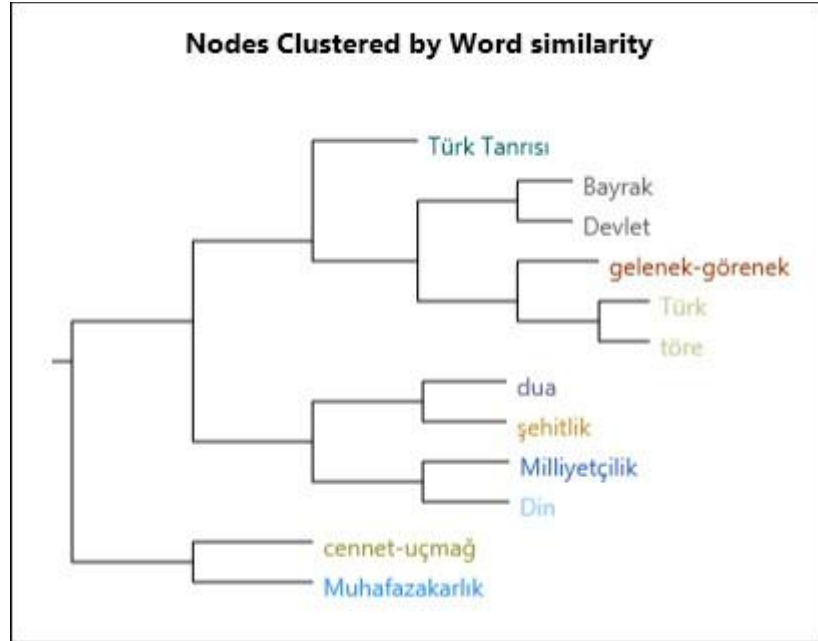 Nodes Clustered by Word similarity
Türk Tanrısı
Bayrak
Devlet
gelenek-görenek
Türk
töre
dua
şehitlik
Milliyetçilik
Din
cennet-uçmağ
Muhafazakarlık